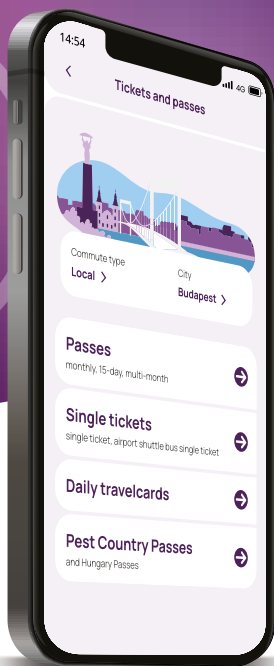 14:54
4G
Tickets and passes
Commute type
Local
City
Budapest
Passes
monthly, 15-day, multi-month
Single tickets
single ticket, airport shuttle bus single ticket
Daily travelcards
Pest Country Passes
and Hungary Passes